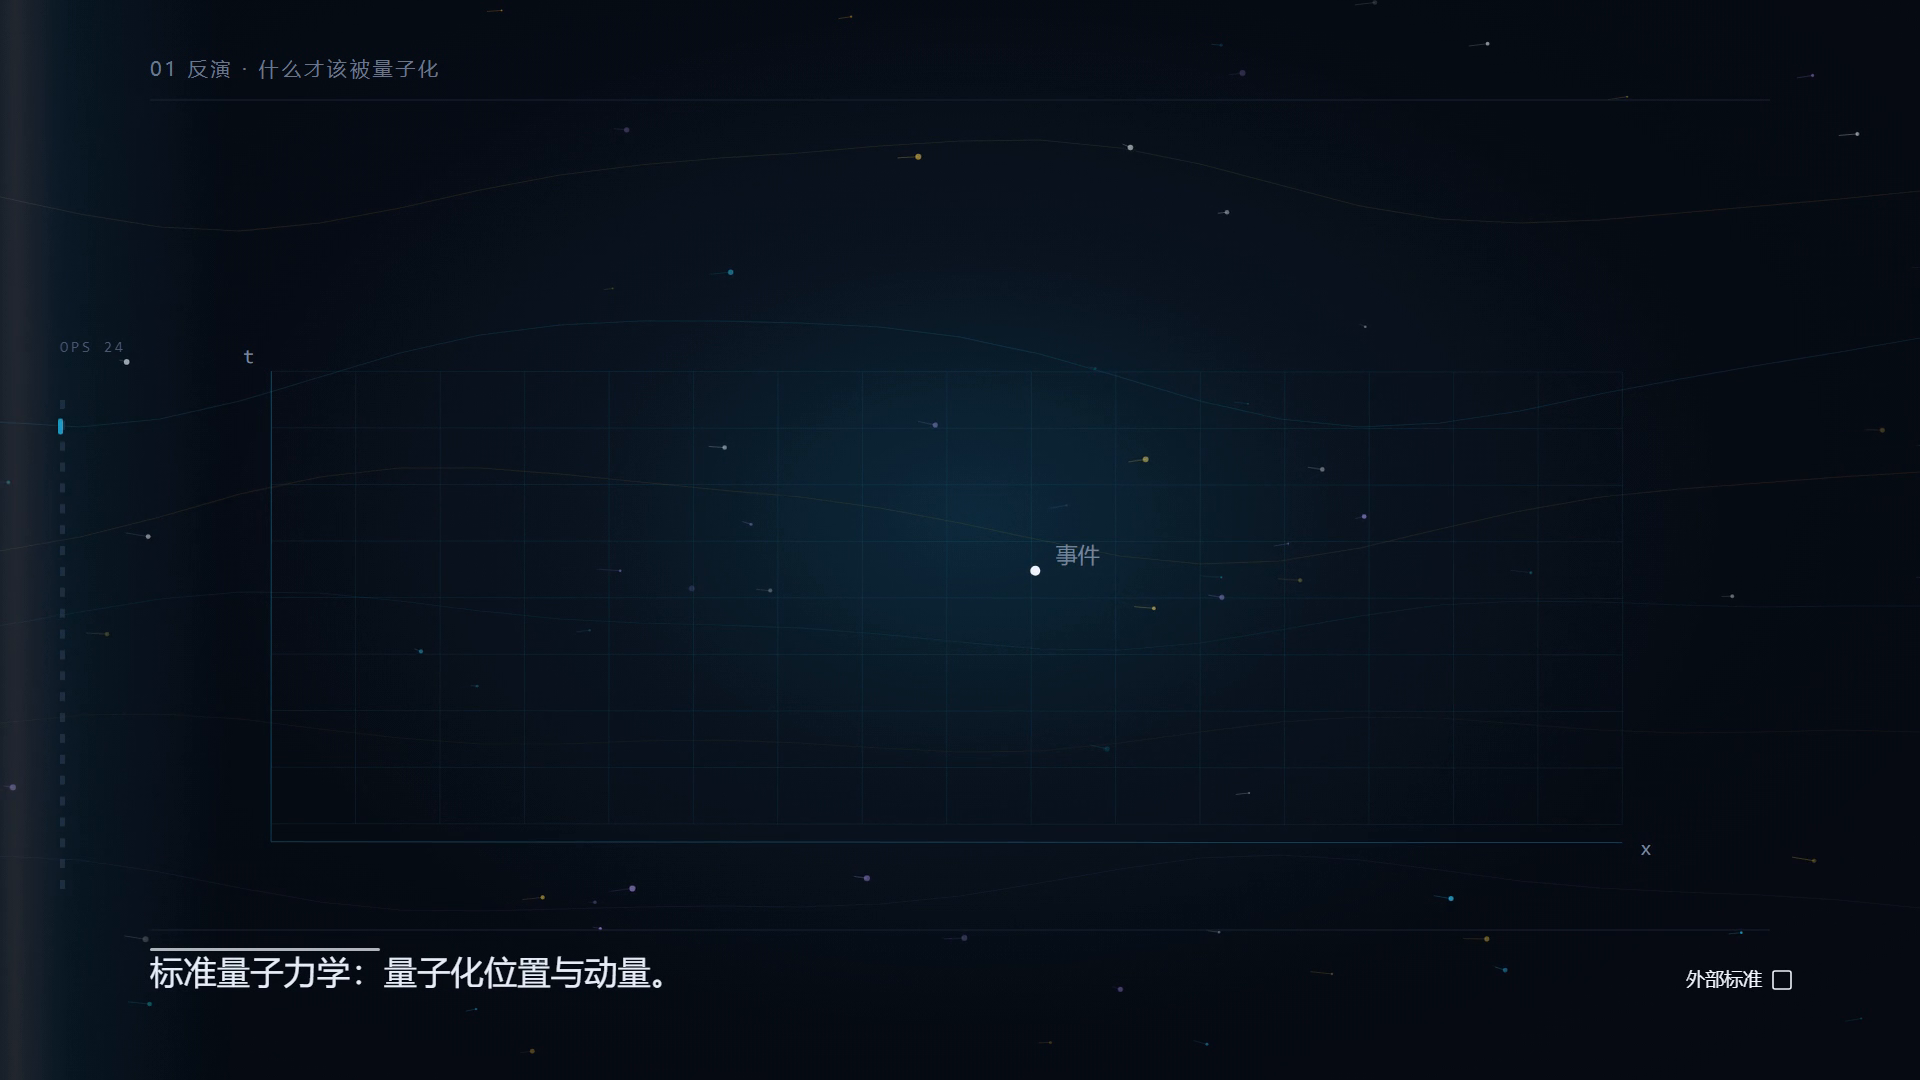 01 反演 · 什么才该被量子化
OPS 24
t
事件
x
标准量子力学：量子化位置与动量。
外部标准